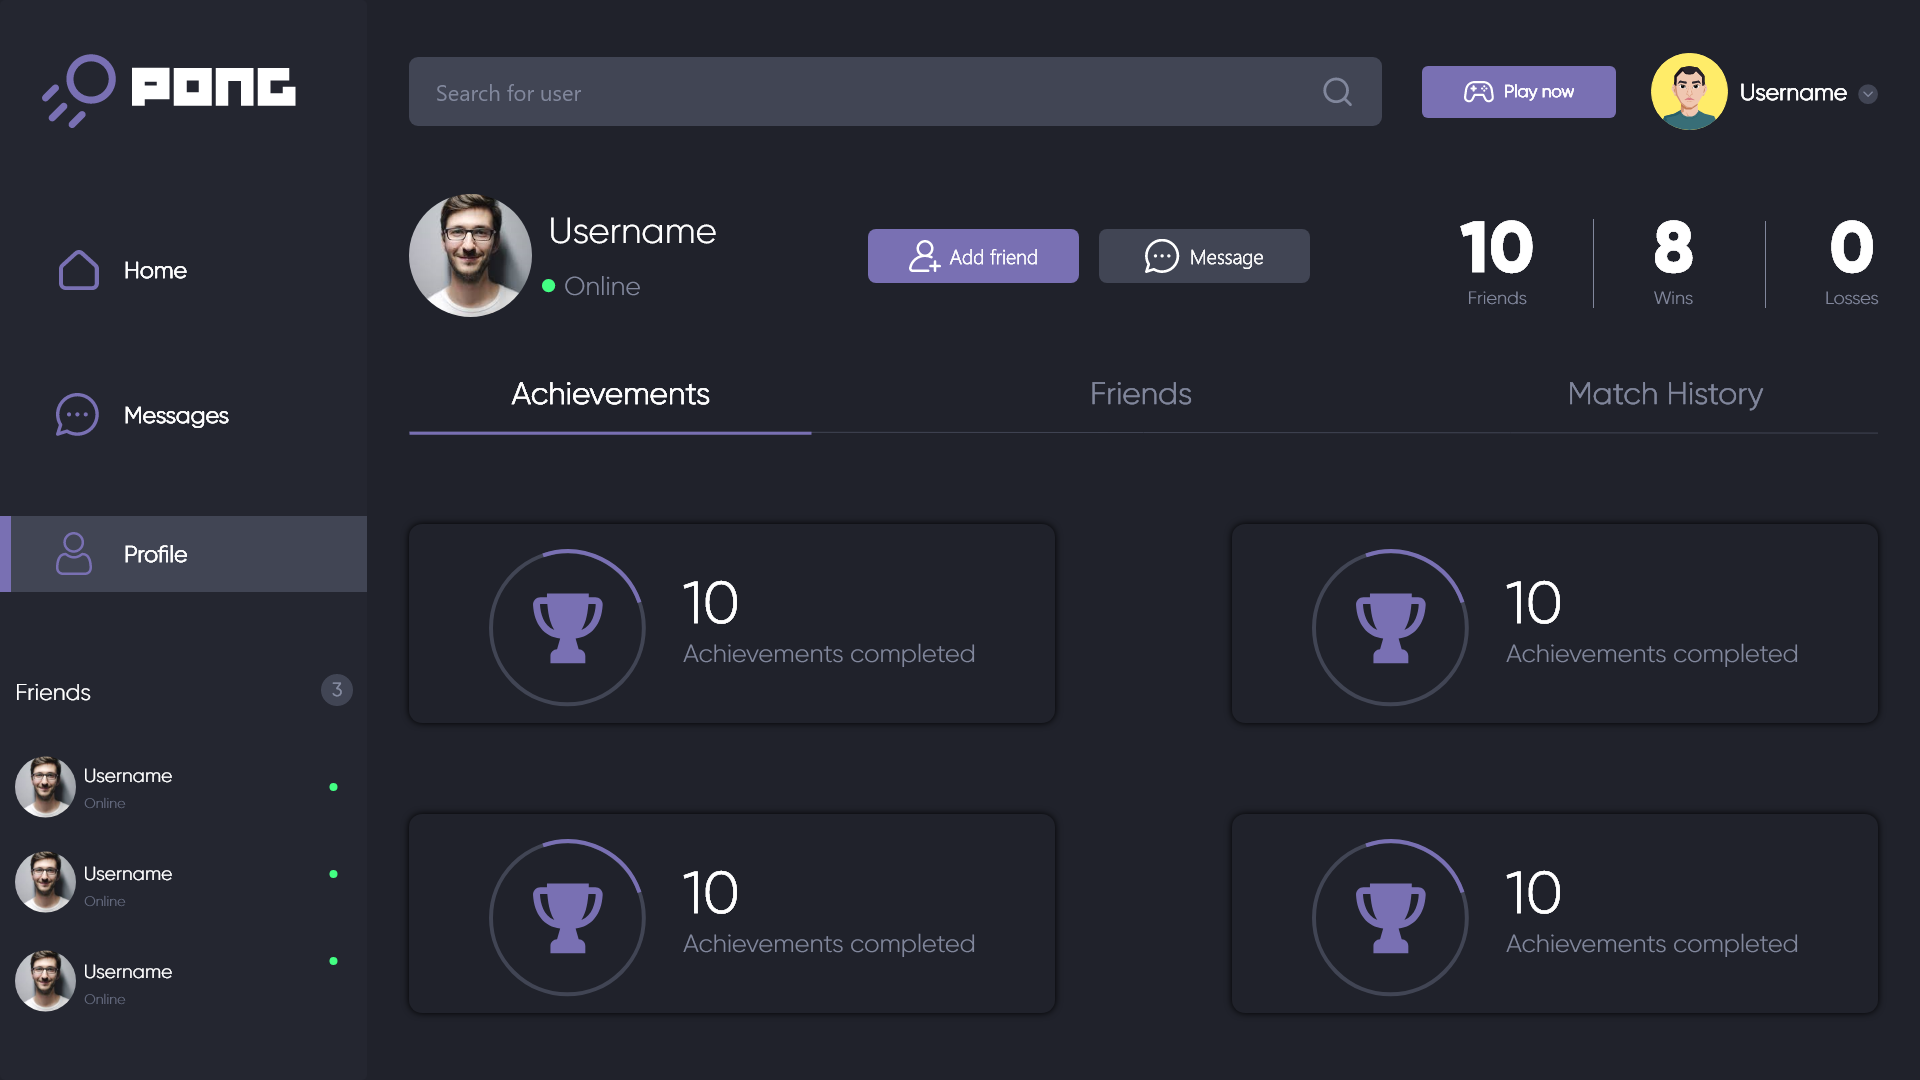 PONG
Search for user
Play now
Username
Home
Messages
Profile
Friends
3
Username
Online
Username
Online
Username
Online
Username
Online
Add friend
Message
10
Friends
8
Wins
0
Losses
Achievements
Friends
Match History
10
Achievements completed
10
Achievements completed
10
Achievements completed
10
Achievements completed